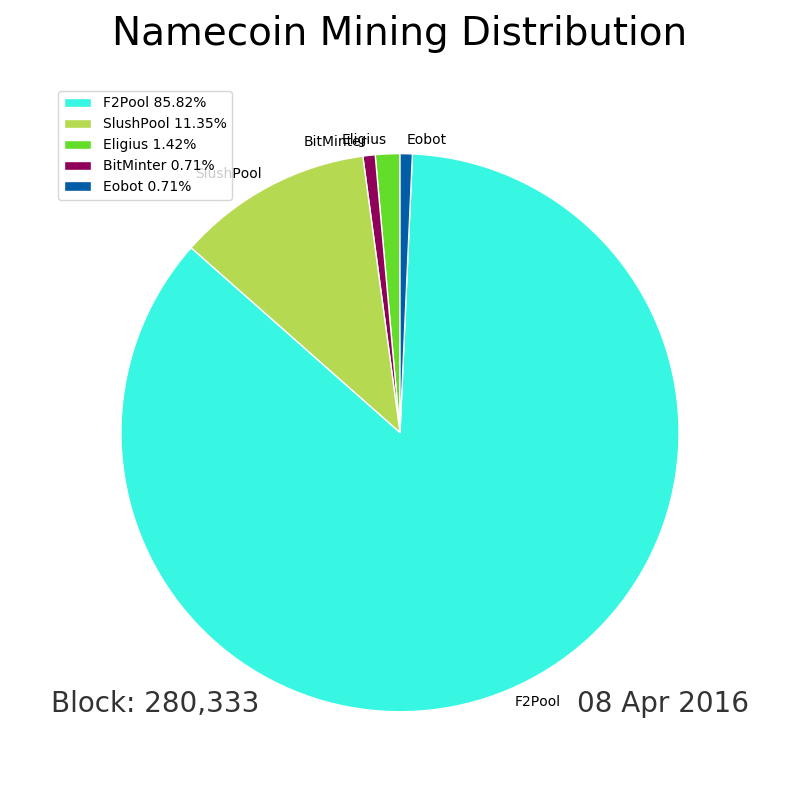 Namecoin Mining Distribution
F2Pool 85.82%
SlushPool 11.35%
Eligius 1.42%
BitMinter 0.71%
Eobot 0.71%
SlushPool
BitMinter
Eligius
Eobot
F2Pool
Block: 280,333
08 Apr 2016